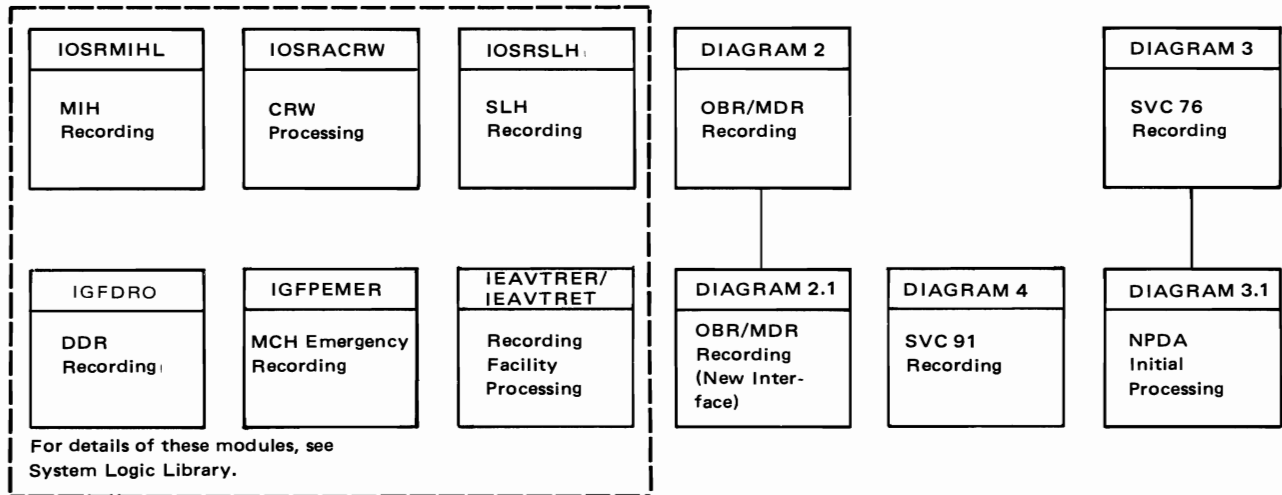 IOSRMIHL
MIH
Recording
IOSRACRW
CRW
Processing
IOSRSLH
SLH
Recording
DIAGRAM 2
OBR/MDR
Recording
DIAGRAM 3
SVC 76
Recording
IGFDRO
DDR
Recording
IGFPEMER
MCH Emergency
Recording
IEAVTRER/
IEAVTRET
Recording
Facility
Processing
DIAGRAM 2.1
OBR/MDR
Recording
(New Inter-
face)
DIAGRAM 4
SVC 91
Recording
DIAGRAM 3.1
NPDA
Initial
Processing
For details of these modules, see
System Logic Library.